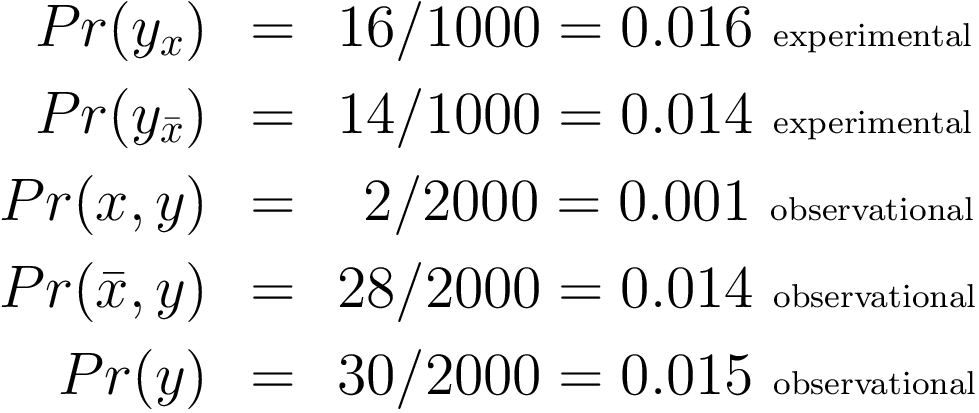 Pr(yₓ) = 16/1000 = 0.016 experimental
Pr(y_x̄) = 14/1000 = 0.014 experimental
Pr(x, y) = 2/2000 = 0.001 observational
Pr(x̄, y) = 28/2000 = 0.014 observational
Pr(y) = 30/2000 = 0.015 observational